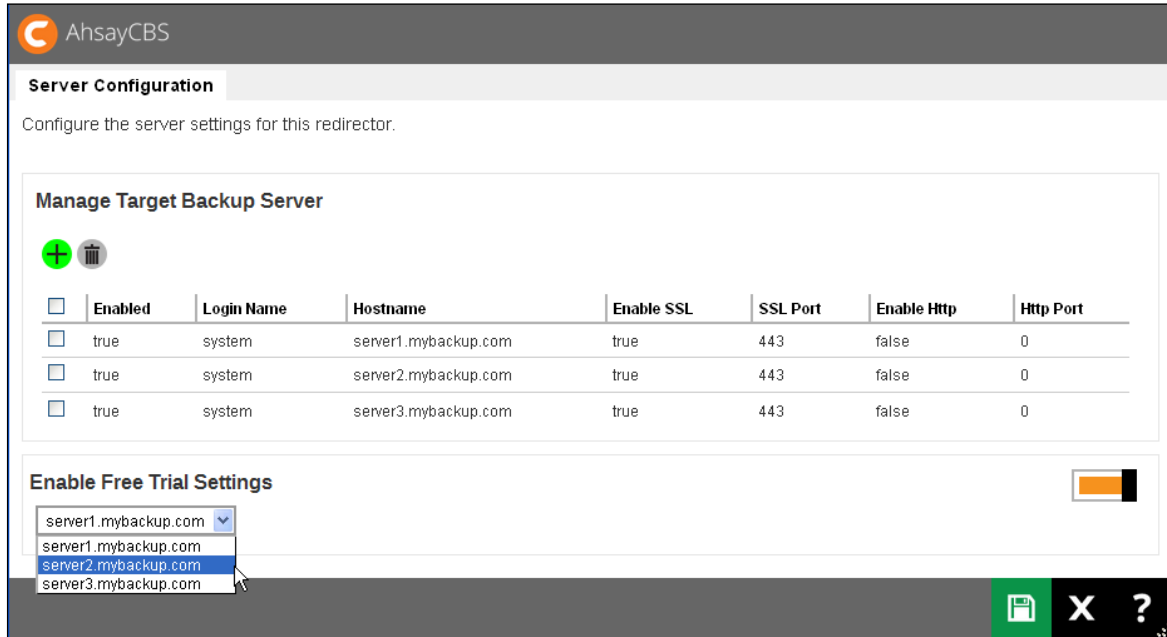 AhsayCBS
Server Configuration
Configure the server settings for this redirector.
Manage Target Backup Server
Enabled Login Name Hostname Enable SSL SSL Port Enable Http Http Port
true system server1.mybackup.com true 443 false 0
true system server2.mybackup.com true 443 false 0
true system server3.mybackup.com true 443 false 0
Enable Free Trial Settings
server1.mybackup.com
server1.mybackup.com
server2.mybackup.com
server3.mybackup.com
X ?